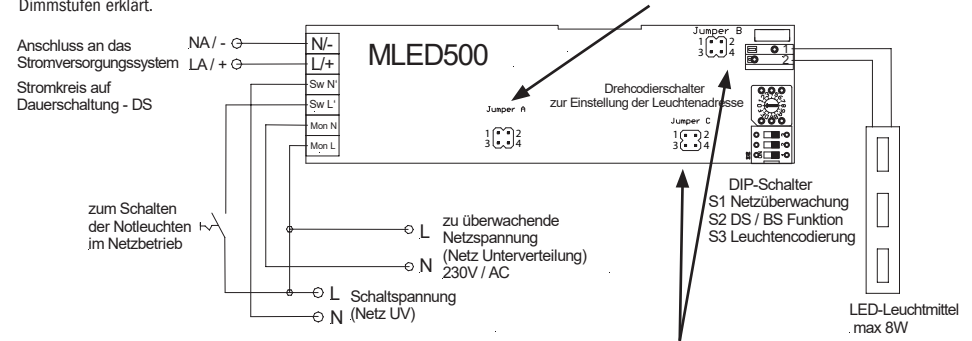 Dimmstufen erklärt.
Anschluss an das
Stromversorgungssystem
NA / -
LA / +
Stromkreis auf
Dauerschaltung - DS
N/-
L/+
Sw N'
Sw L'
Mon N
Mon L
MLED500
Jumper A
1 2
3 4
Jumper B
1 2
3 4
1
2
Drehcodierschalter
zur Einstellung der Leuchtenadresse
Jumper C
1 2
3 4
DIP-Schalter
S1 Netzüberwachung
S2 DS / BS Funktion
S3 Leuchtencodierung
zum Schalten
der Notleuchten
im Netzbetrieb
L
N
zu überwachende
Netzspannung
(Netz Unterverteilung)
230V / AC
L
N
Schaltspannung
(Netz UV)
LED-Leuchtmittel
max 8W